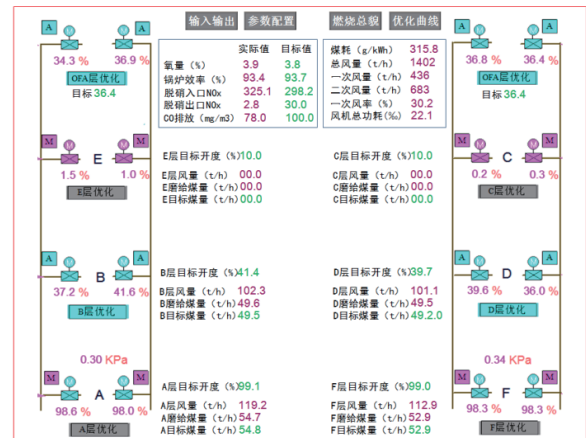 输入输出 参数配置 燃烧总貌 优化曲线
A A A A
M M M M
34.3 % 36.9 % 36.8 % 36.4 %
OFA层优化 OFA层优化
目标 36.4 目标 36.4
实际值 目标值
氧量 (%) 3.9 3.8
锅炉效率 (%) 93.4 93.7
脱硝入口NOx 325.1 298.2
脱硝出口NOx 2.8 30.0
CO排放 (mg/m3) 78.0 100.0
煤耗 (g/kWh) 315.8
总风量 (t/h) 1402
一次风量 (t/h) 436
二次风量 (t/h) 683
一次风率 (%) 30.2
风机总功耗(‰) 22.1
M M M M
M M M M
E C
1.5 % 1.0 % 0.2 % 0.3 %
E层优化 C层优化
E层目标开度 (%)10.0
E层风量 (t/h) 00.0
E磨给煤量 (t/h)00.0
E目标煤量 (t/h)00.0
C层目标开度 (%)10.0
C层风量 (t/h) 00.0
C磨给煤量 (t/h)00.0
C目标煤量 (t/h)00.0
A A A A
M M M M
B D
37.2 % 41.6 % 39.6 % 36.0 %
B层优化 D层优化
B层目标开度 (%)41.4
B层风量 (t/h) 102.3
B磨给煤量 (t/h)49.6
B目标煤量 (t/h)49.5
D层目标开度 (%)39.7
D层风量 (t/h) 101.1
D磨给煤量 (t/h)49.5
D目标煤量 (t/h)49.2.0
0.30 KPa 0.34 KPa
M M M M
M M M M
A F
98.6 % 98.0 % 98.3 % 98.3 %
A层优化 F层优化
A层目标开度 (%)99.1
A层风量 (t/h) 119.2
A磨给煤量 (t/h)54.7
A目标煤量 (t/h)54.8
F层目标开度 (%)99.0
F层风量 (t/h) 112.9
F磨给煤量 (t/h)52.9
F目标煤量 (t/h)52.9